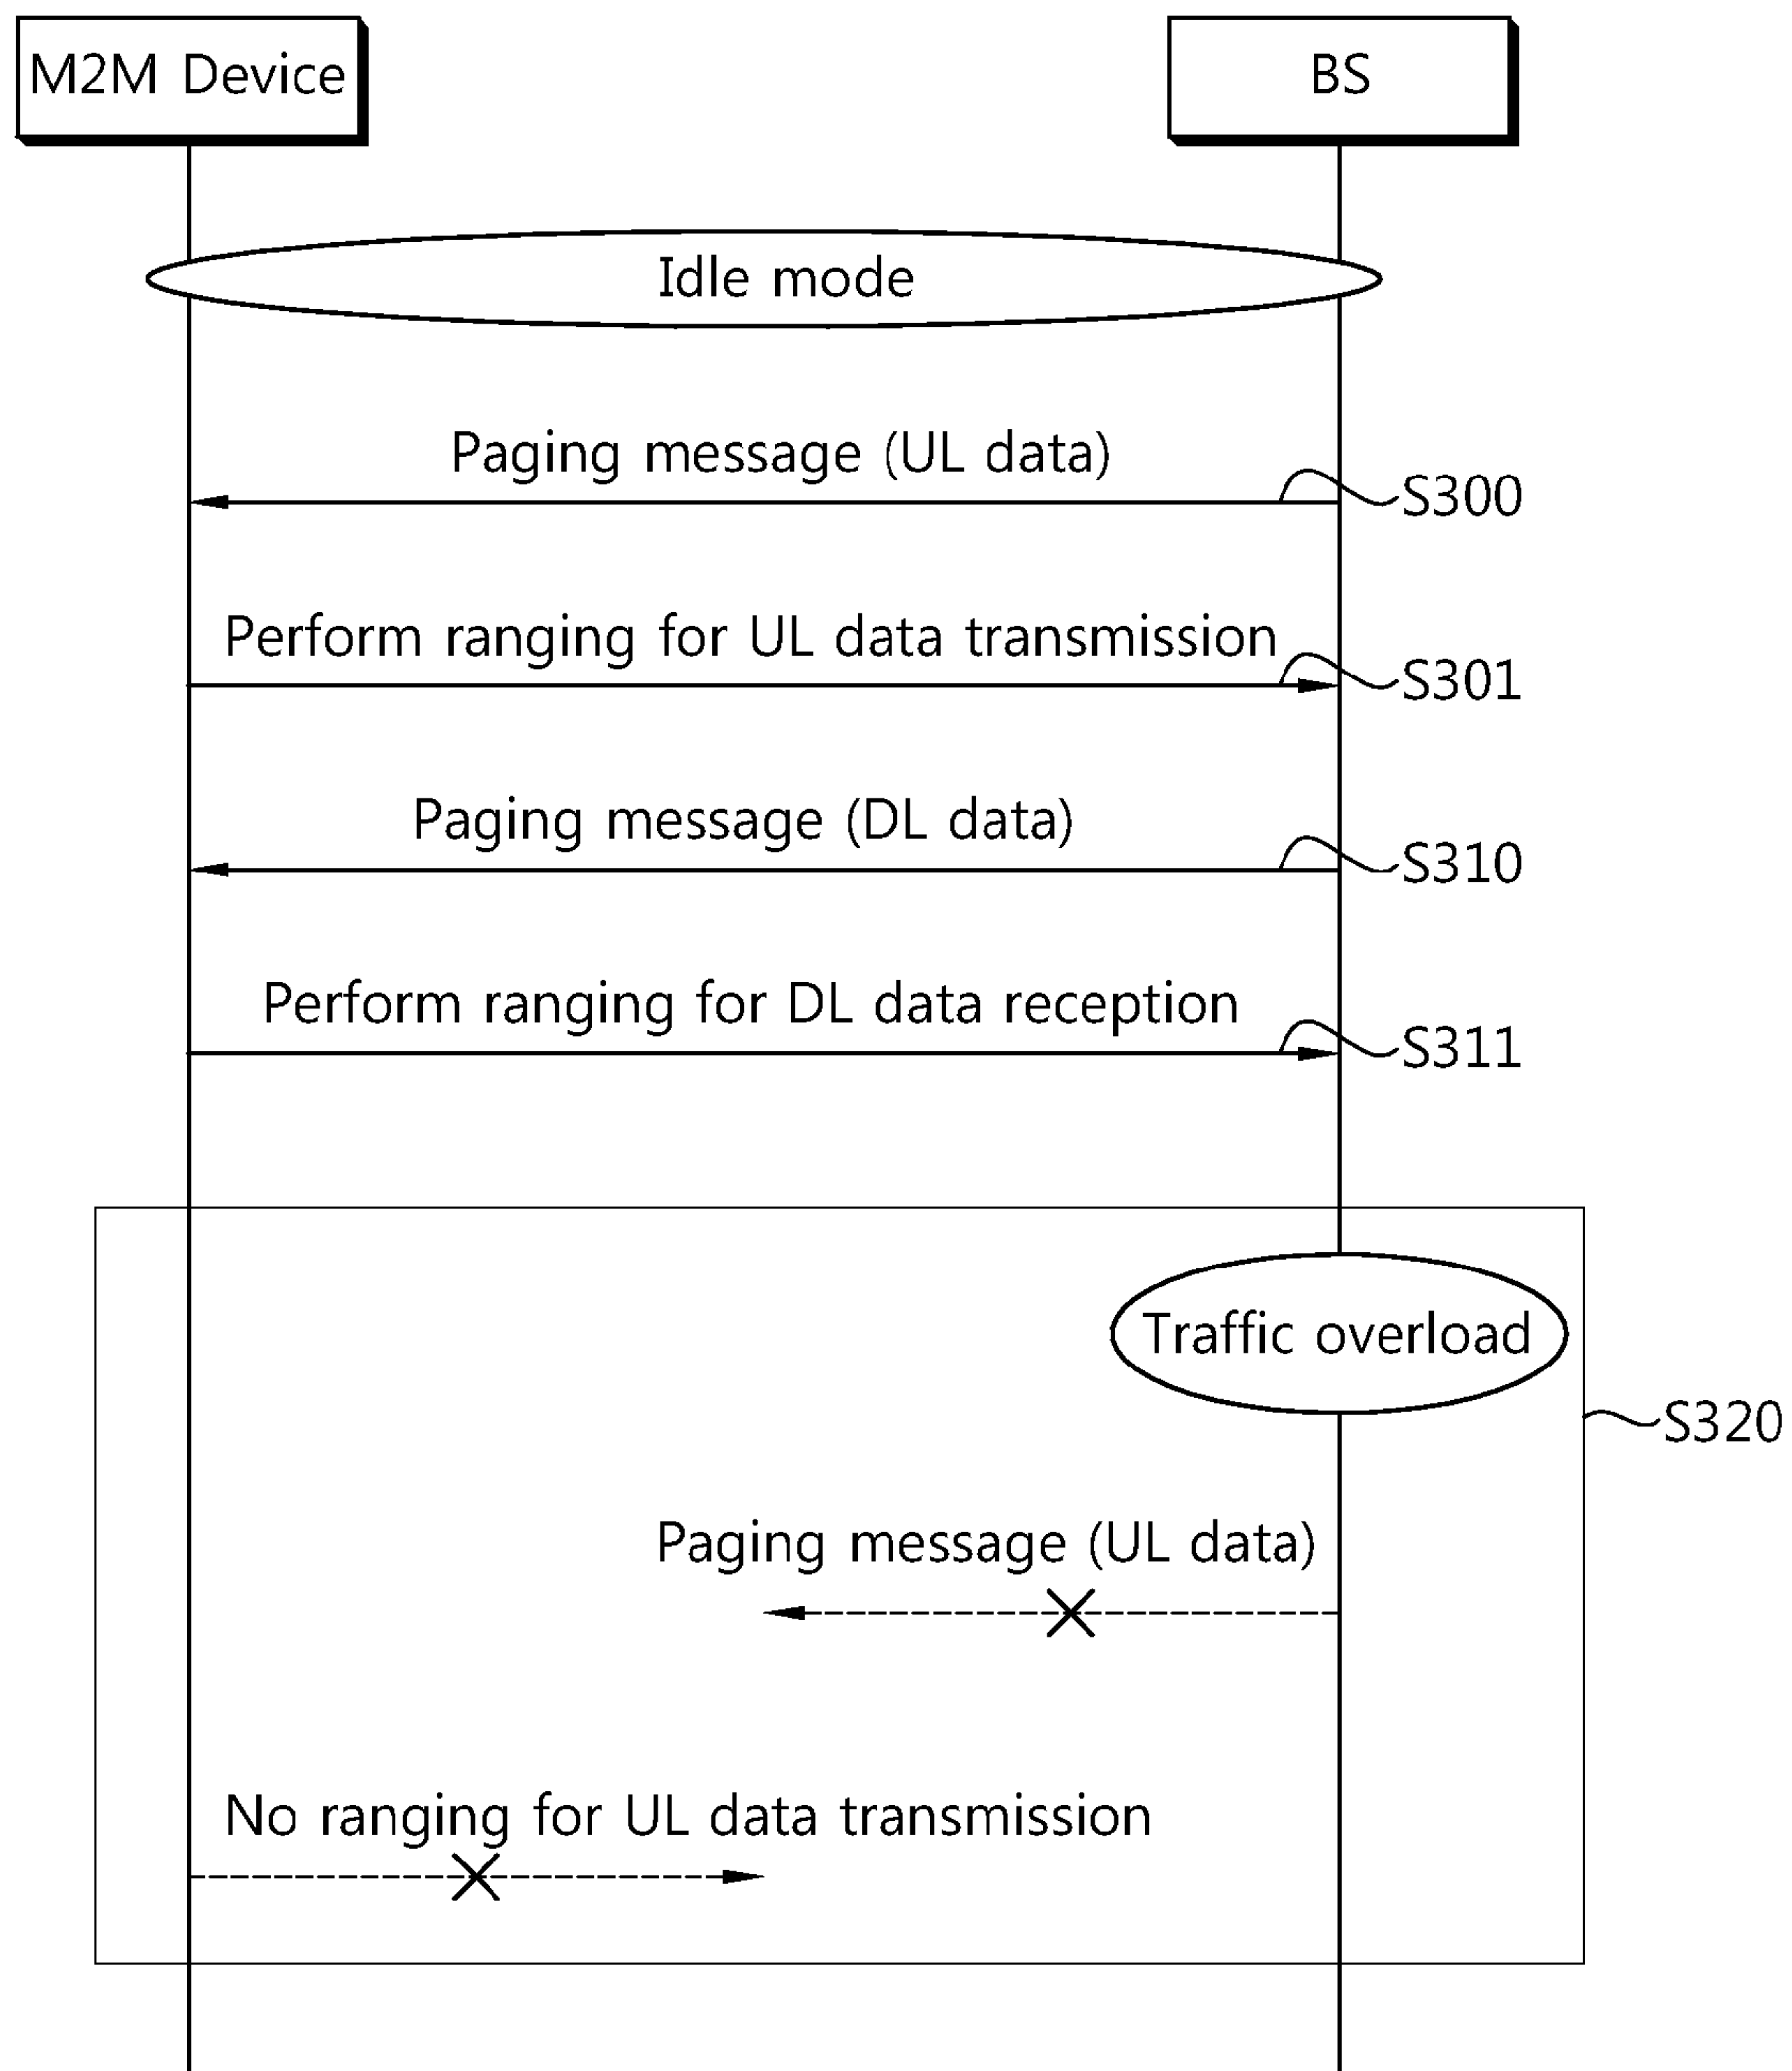 M2M Device
BS
Idle mode
Paging message (UL data)
S300
Perform ranging for UL data transmission
S301
Paging message (DL data)
S310
Perform ranging for DL data reception
S311
Traffic overload
S320
Paging message (UL data)
No ranging for UL data transmission